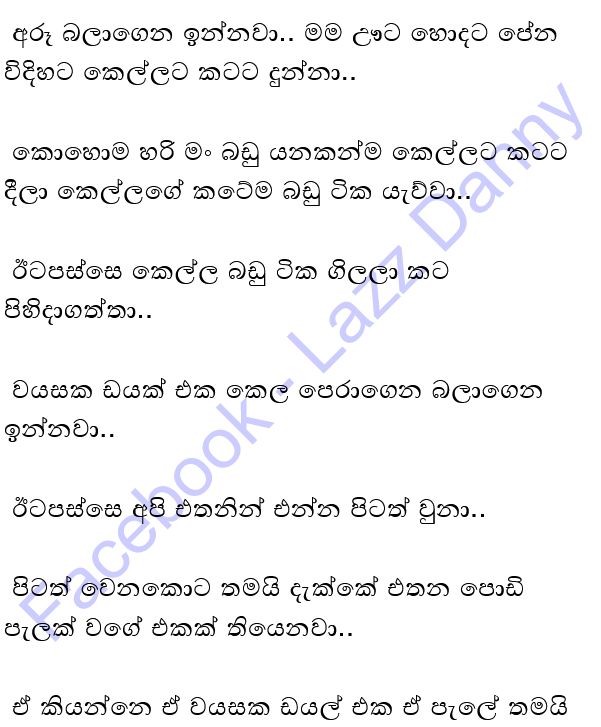 අරූ බලාගෙන ඉන්නවා.. මම ඌට හොදට පේන
විදිහට කෙල්ලට කටට දුන්නා..
කොහොම හරි මං බඩු යනකන්ම කෙල්ලට කටට
දීලා කෙල්ලගේ කටේම බඩු ටික යැව්වා..
ඊටපස්සෙ කෙල්ල බඩු ටික ගිලලා කට
පිහිදාගත්තා..
වයසක ඩයක් එක කෙල පෙරාගෙන බලාගෙන
ඉන්නවා..
ඊටපස්සෙ අපි එතනින් එන්න පිටත් වුනා..
පිටත් වෙනකොට තමයි දැක්කේ එතන පොඩි
පැලක් වගේ එකක් තියෙනවා..
ඒ කියන්නෙ ඒ වයසක ඩයල් එක ඒ පැලේ තමයි
Facebook - Lazz Danny